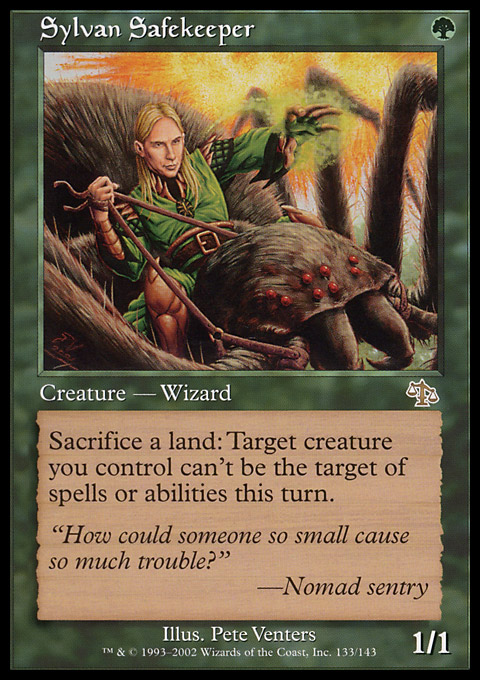 Sylvan Safekeeper
Creature — Wizard
Sacrifice a land: Target creature
you control can't be the target of
spells or abilities this turn.
“How could someone so small cause
so much trouble?”
—Nomad sentry
Illus. Pete Venters
™ & © 1993–2002 Wizards of the Coast, Inc. 133/143
1/1